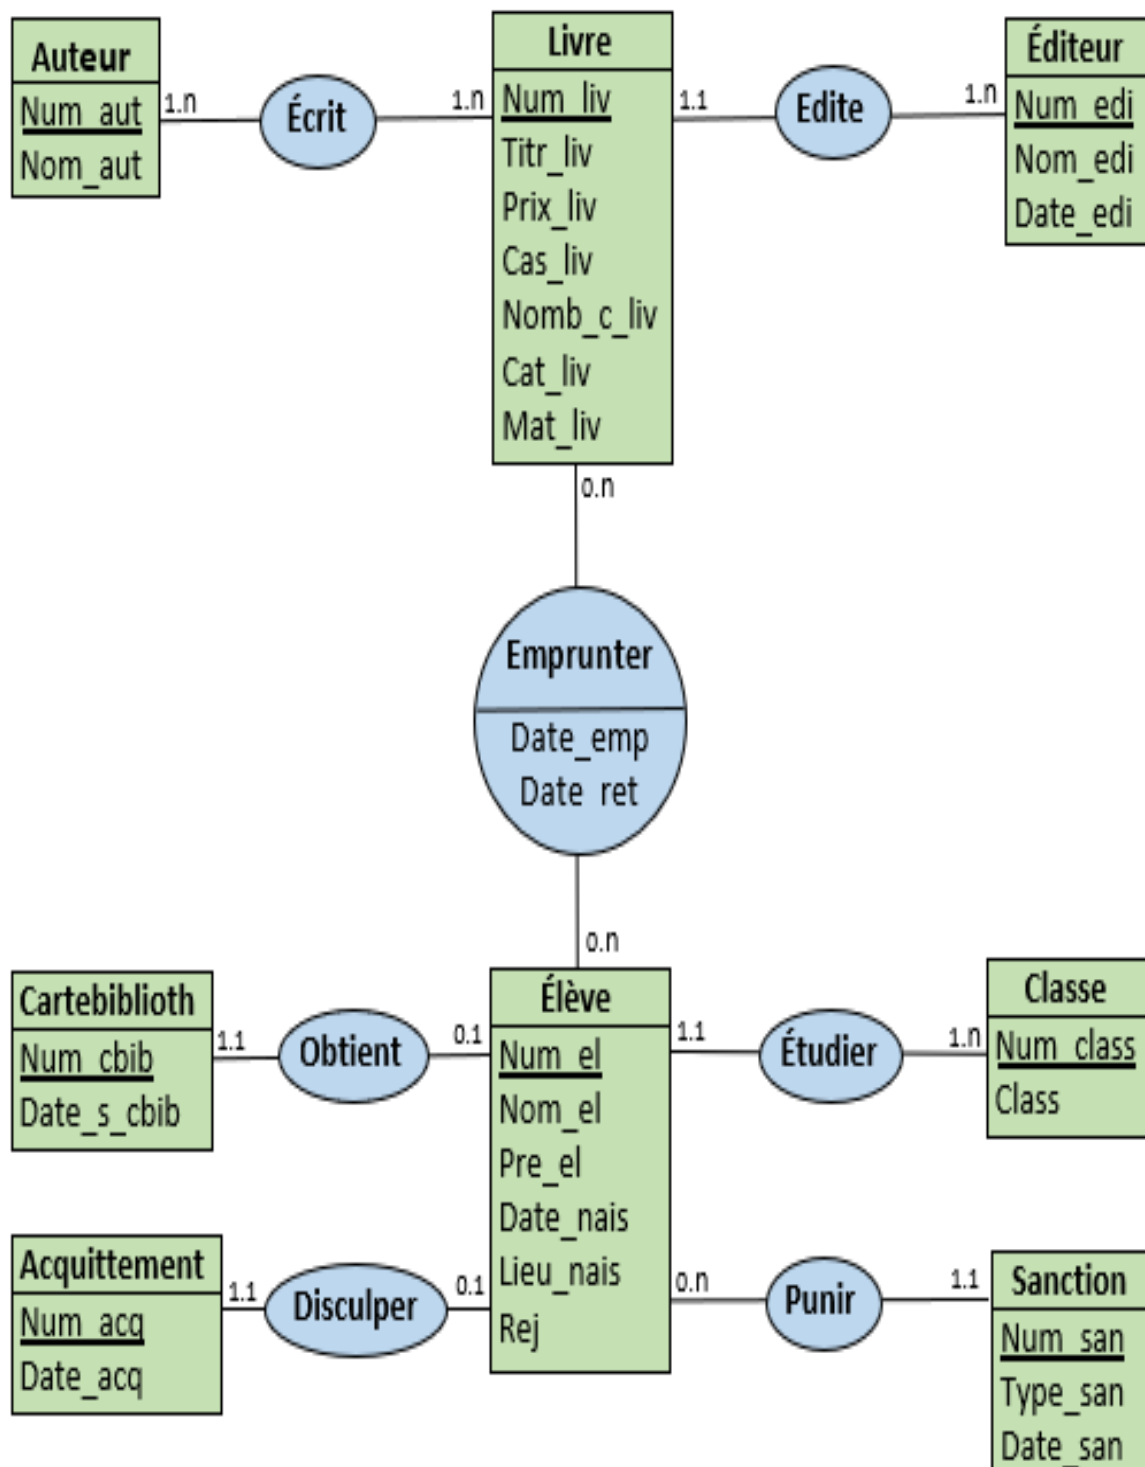 Auteur
Num_aut
Nom_aut
1.n
Écrit
1.n
Livre
Num_liv
Titr_liv
Prix_liv
Cas_liv
Nomb_c_liv
Cat_liv
Mat_liv
1.1
Edite
1.n
Éditeur
Num_edi
Nom_edi
Date_edi
0.n
Emprunter
Date_emp
Date ret
0.n
Cartebiblioth
Num_cbib
Date_s_cbib
1.1
Obtient
0.1
Élève
Num_el
Nom_el
Pre_el
Date_nais
Lieu_nais
Rej
1.1
Étudier
1.n
Classe
Num_class
Class
Acquittement
Num_acq
Date_acq
1.1
Disculper
0.1
0.n
Punir
1.1
Sanction
Num_san
Type_san
Date_san